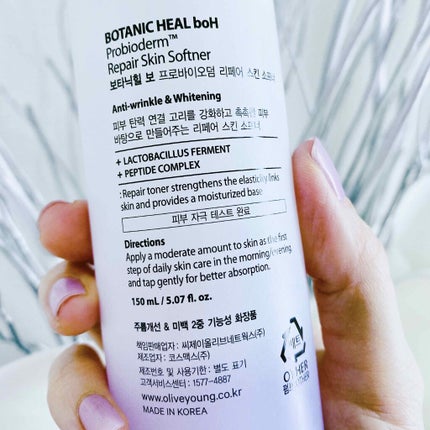 BOTANIC HEAL boH
Probioderm™
Repair Skin Softner
보타닉힐 보 프로바이오덤 리페어 스킨 소프너
Anti-wrinkle & Whitening
피부 탄력 연결 고리를 강화하고 촉촉한 피부
바탕으로 만들어주는 리페어 스킨 소프너
+ LACTOBACILLUS FERMENT
+ PEPTIDE COMPLEX
: Repair toner strengthens the elasticity links
skin and provides a moisturized base
피부 자극 테스트 완료
Directions
Apply a moderate amount to skin as the first
step of daily skin care in the morning/evening,
and tap gently for better absorption.
150 mL / 5.07 fl. oz.
주름개선 & 미백 2중 기능성 화장품
책임판매업자 : 씨제이올리브네트웍스(주)
제조업자 : 코스맥스(주)
제조번호 및 사용기한 : 별도 표기
고객서비스센터 : 1577-4887
www.oliveyoung.co.kr
MADE IN KOREA
OTHER